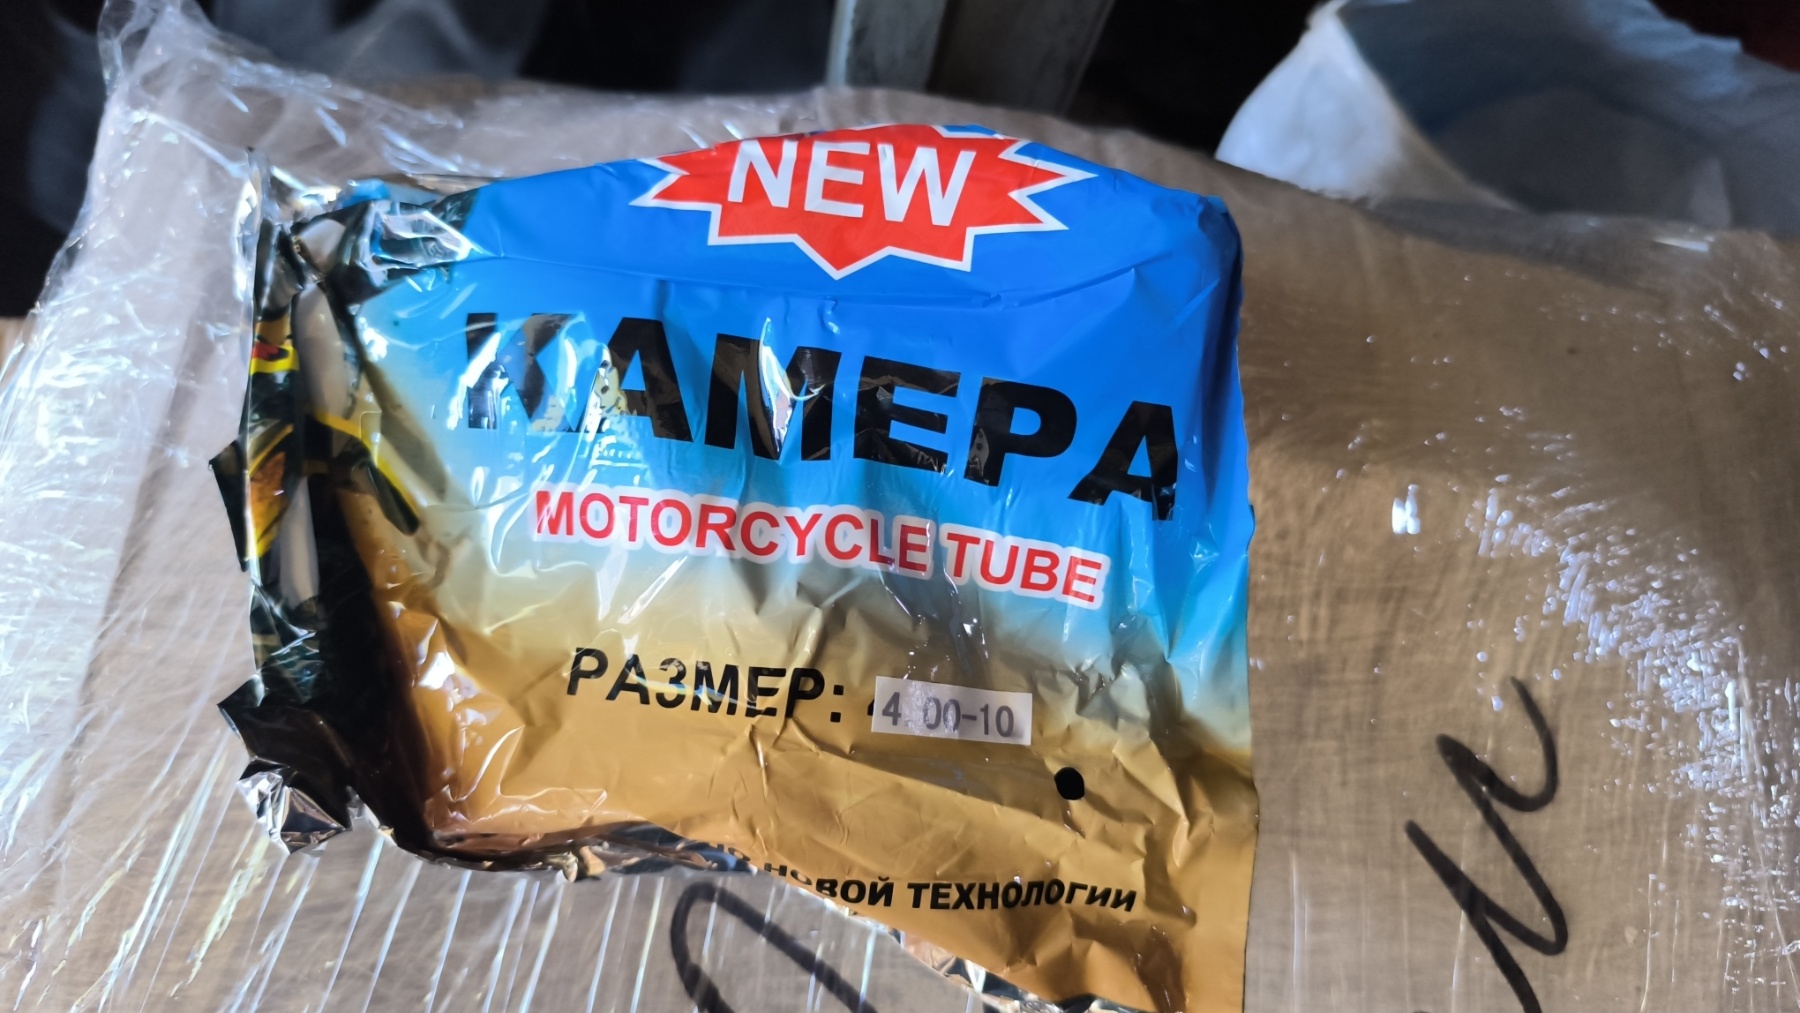 NEW
КАМЕРА
MOTORCYCLE TUBE
РАЗМЕР: 4.00-10
НОВОЙ ТЕХНОЛОГИИ